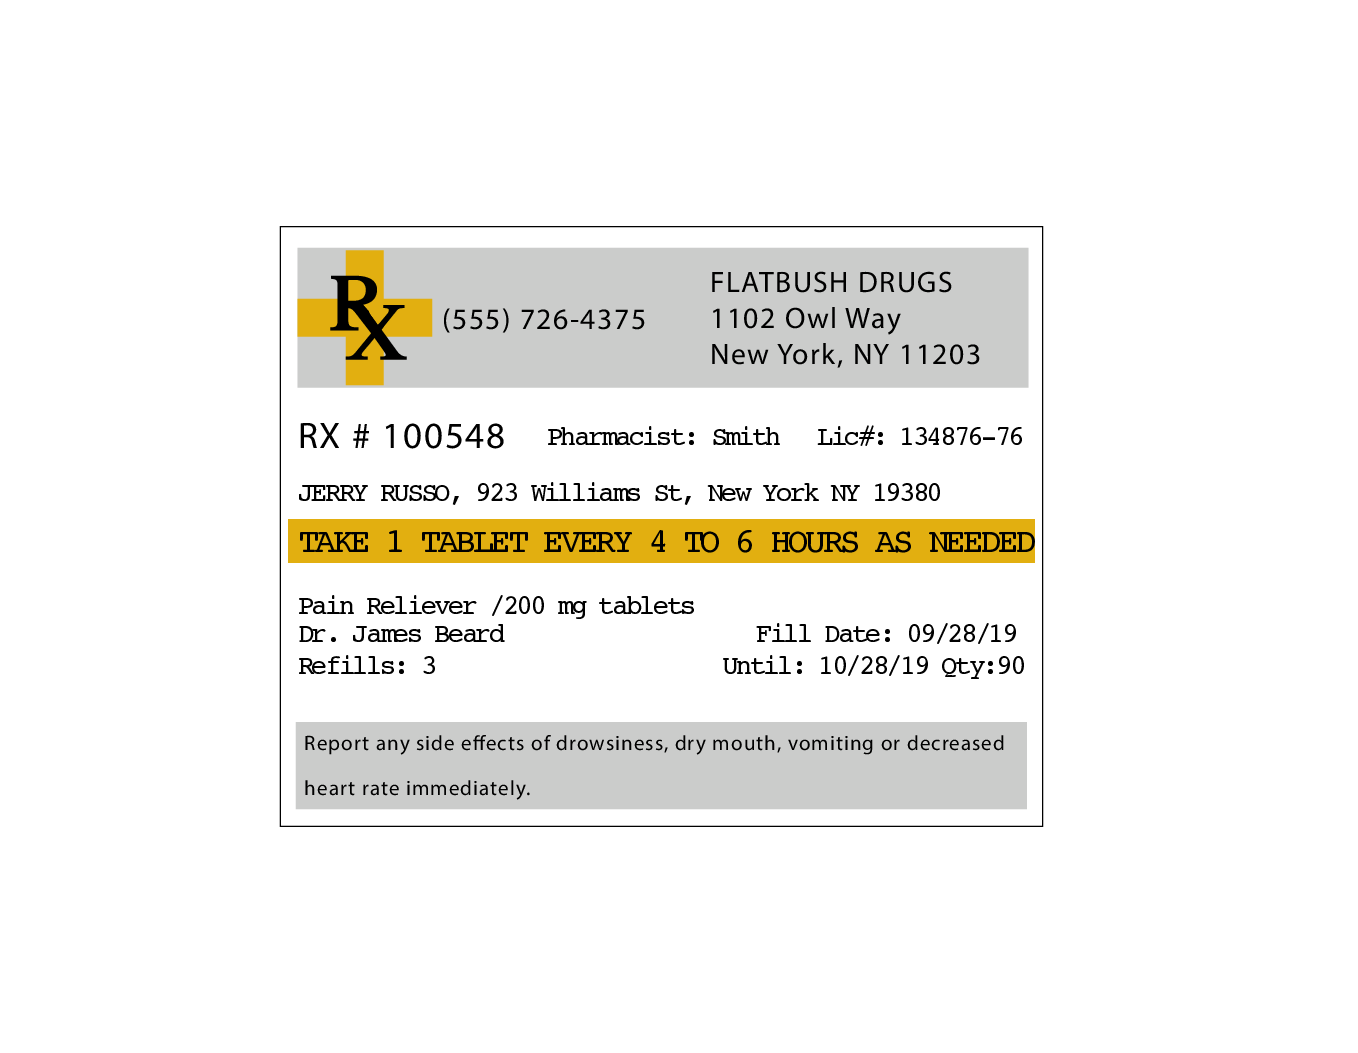 Rx
(555) 726-4375
FLATBUSH DRUGS
1102 Owl Way
New York, NY 11203
RX # 100548 Pharmacist: Smith Lic#: 134876-76
JERRY RUSSO, 923 Williams St, New York NY 19380
TAKE 1 TABLET EVERY 4 TO 6 HOURS AS NEEDED
Pain Reliever /200 mg tablets
Dr. James Beard Fill Date: 09/28/19
Refills: 3 Until: 10/28/19 Qty:90
Report any side effects of drowsiness, dry mouth, vomiting or decreased
heart rate immediately.